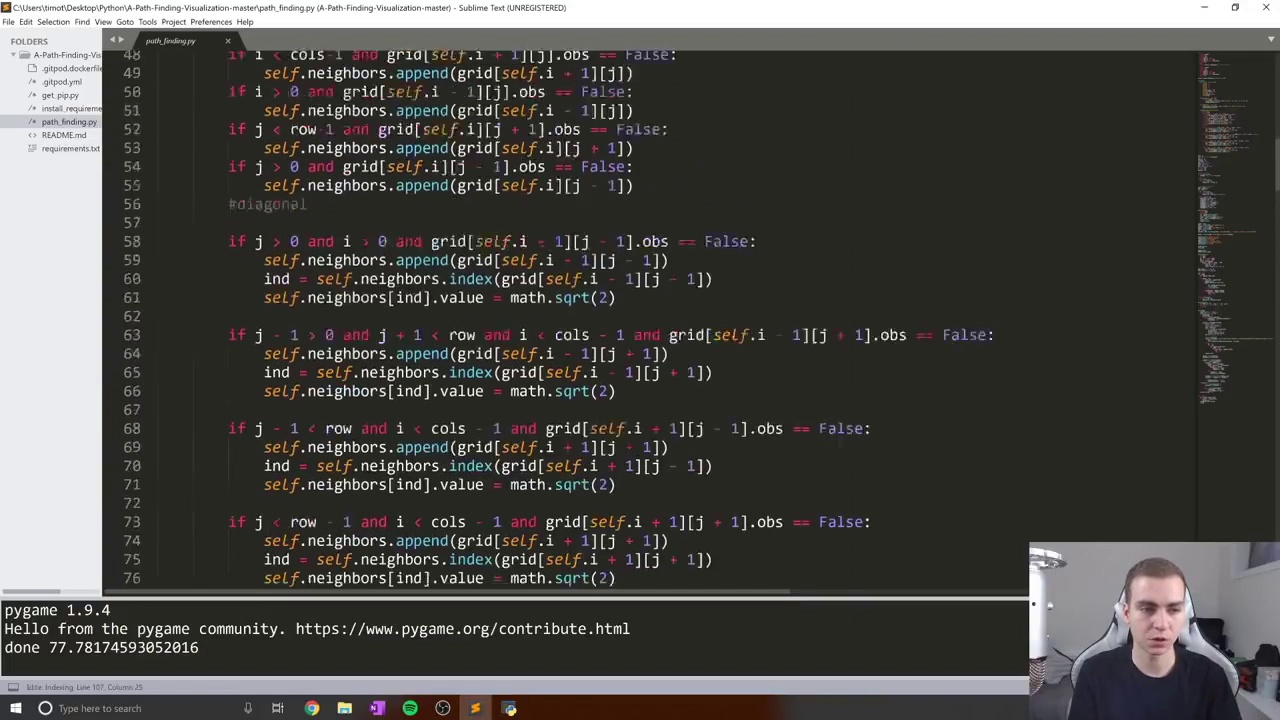 C:\Users\timot\Desktop\Python\A-Path-Finding-Visualization-master\path_finding.py (A-Path-Finding-Visualization-master) - Sublime Text (UNREGISTERED)
File Edit Selection Find View Goto Tools Project Preferences Help
FOLDERS
A-Path-Finding-Vis
.gitpod.dockerfile
.gitpod.yml
get_pip.py
install_requireme
path_finding.py
README.md
requirements.txt
path_finding.py
48 if i < cols-1 and grid[self.i + 1][j].obs == False:
49 self.neighbors.append(grid[self.i + 1][j])
50 if i > 0 and grid[self.i - 1][j].obs == False:
51 self.neighbors.append(grid[self.i - 1][j])
52 if j < row-1 and grid[self.i][j + 1].obs == False:
53 self.neighbors.append(grid[self.i][j + 1])
54 if j > 0 and grid[self.i][j - 1].obs == False:
55 self.neighbors.append(grid[self.i][j - 1])
56 #diagonal
57
58 if j > 0 and i > 0 and grid[self.i - 1][j - 1].obs == False:
59 self.neighbors.append(grid[self.i - 1][j - 1])
60 ind = self.neighbors.index(grid[self.i - 1][j - 1])
61 self.neighbors[ind].value = math.sqrt(2)
62
63 if j - 1 > 0 and j + 1 < row and i < cols - 1 and grid[self.i - 1][j + 1].obs == False:
64 self.neighbors.append(grid[self.i - 1][j + 1])
65 ind = self.neighbors.index(grid[self.i - 1][j + 1])
66 self.neighbors[ind].value = math.sqrt(2)
67
68 if j - 1 < row and i < cols - 1 and grid[self.i + 1][j - 1].obs == False:
69 self.neighbors.append(grid[self.i + 1][j + 1])
70 ind = self.neighbors.index(grid[self.i + 1][j - 1])
71 self.neighbors[ind].value = math.sqrt(2)
72
73 if j < row - 1 and i < cols - 1 and grid[self.i + 1][j + 1].obs == False:
74 self.neighbors.append(grid[self.i + 1][j + 1])
75 ind = self.neighbors.index(grid[self.i + 1][j + 1])
76 self.neighbors[ind].value = math.sqrt(2)
pygame 1.9.4
Hello from the pygame community. https://www.pygame.org/contribute.html
done 77.78174593052016
Indexing, Line 107, Column 25
Type here to search